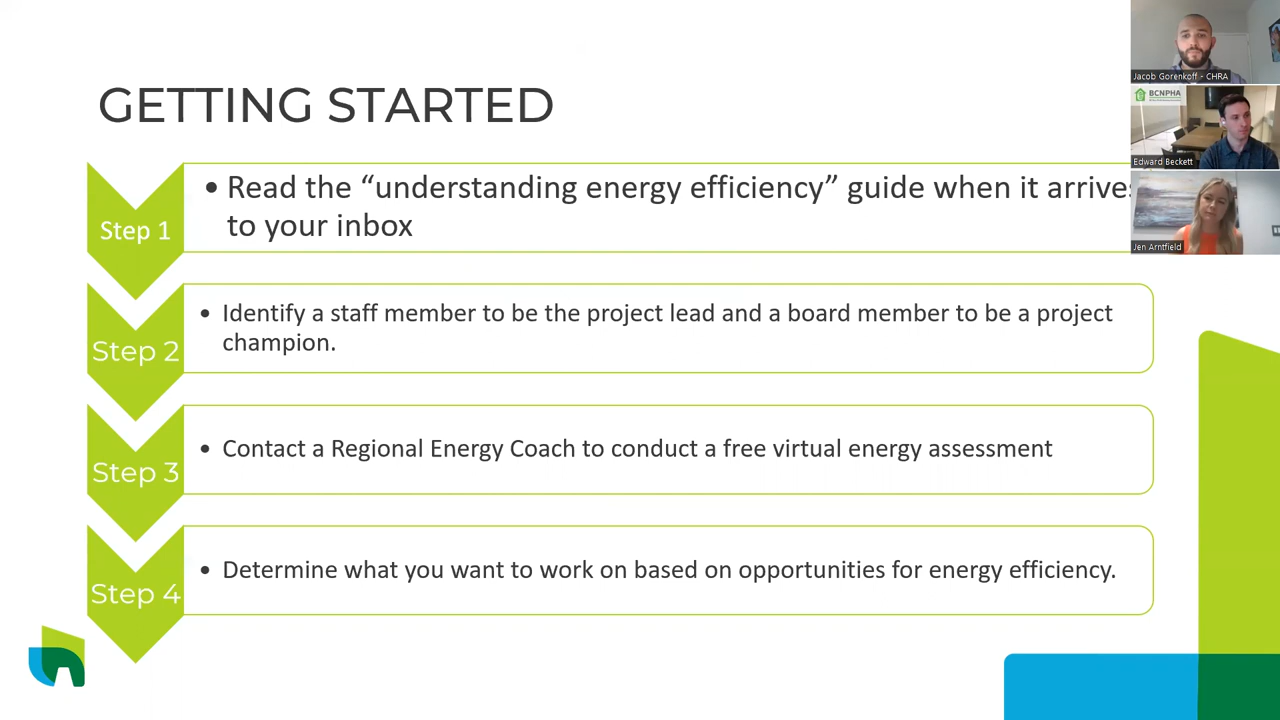 GETTING STARTED
Step 1
• Read the “understanding energy efficiency” guide when it arrives
to your inbox
Step 2
• Identify a staff member to be the project lead and a board member to be a project
champion.
Step 3
• Contact a Regional Energy Coach to conduct a free virtual energy assessment
Step 4
• Determine what you want to work on based on opportunities for energy efficiency.
Jacob Gorenkoff - CHRA
BCNPHA
Edward Beckett
Jen Arntfield